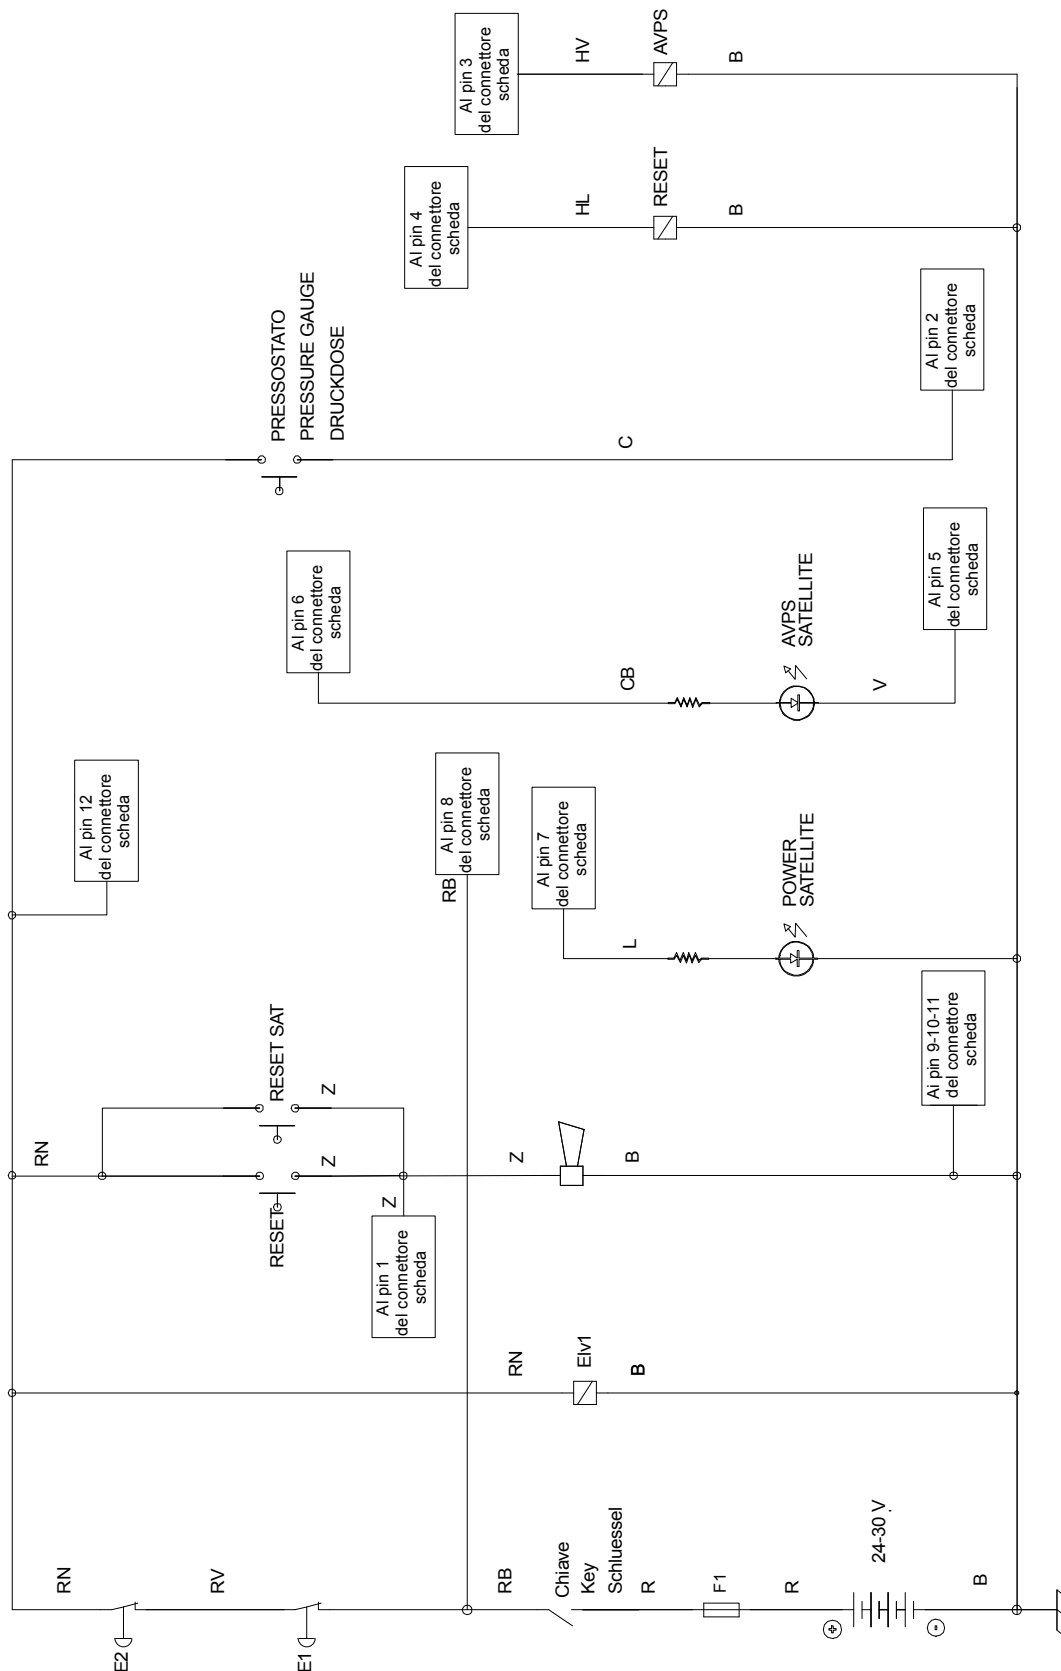 Al pin 3
del connettore
scheda
HV
AVPS
B
Al pin 4
del connettore
scheda
HL
RESET
B
PRESSOSTATO
PRESSURE GAUGE
DRUCKDOSE
C
Al pin 2
del connettore
scheda
Al pin 6
del connettore
scheda
CB
AVPS
SATELLITE
V
Al pin 5
del connettore
scheda
Al pin 12
del connettore
scheda
RB
Al pin 8
del connettore
scheda
Al pin 7
del connettore
scheda
L
POWER
SATELLITE
RN
RESET SAT
Z
RESET
Z
Z
Al pin 1
del connettore
scheda
Z
B
Ai pin 9-10-11
del connettore
scheda
RN
Elv1
B
RN
E2
RV
E1
RB
Chiave
Key
Schluessel
R
F1
R
+
24-30 V
-
B